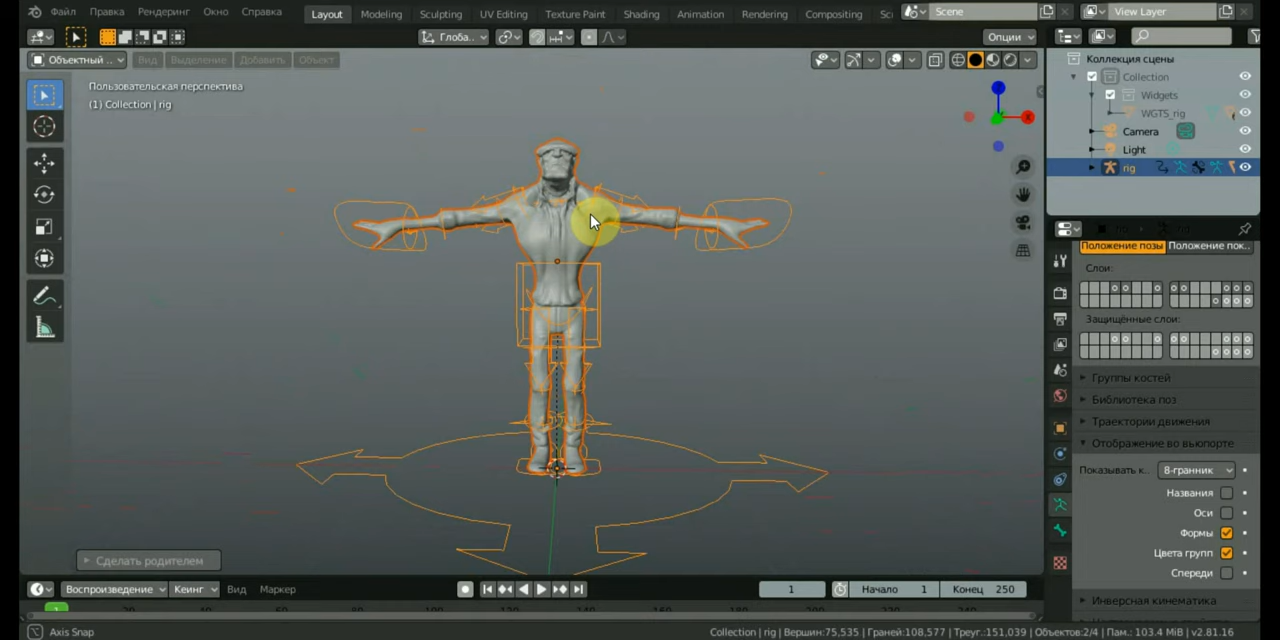 Файл Правка Рендеринг Окно Справка Layout Modeling Sculpting UV Editing Texture Paint Shading Animation Rendering Compositing Sc Scene View Layer
Глоба.. Опции
Объектный .. Вид Выделение Добавить Объект
Пользовательская перспектива
(1) Collection | rig
Коллекция сцены
Collection
Widgets
WGTS_rig
Camera
Light
rig
X
Положение позы Положение пок..
Слои:
Защищённые слои:
Группы костей
Библиотека поз
Траектории движения
Отображение во вьюпорте
Показывать к.. 8-гранник
Названия
Оси
Формы
Цвета групп
Спереди
Инверсная кинематика
Сделать родителем
Воспроизведение Кеинг Вид Маркер 1 Начало 1 Конец 250
1 20
Axis Snap Collection | rig | Вершин:75,535 | Граней:108,577 | Треуг.:151,039 | Объектов:2/4 | Пам.: 103.4 MiB | v2.81.16